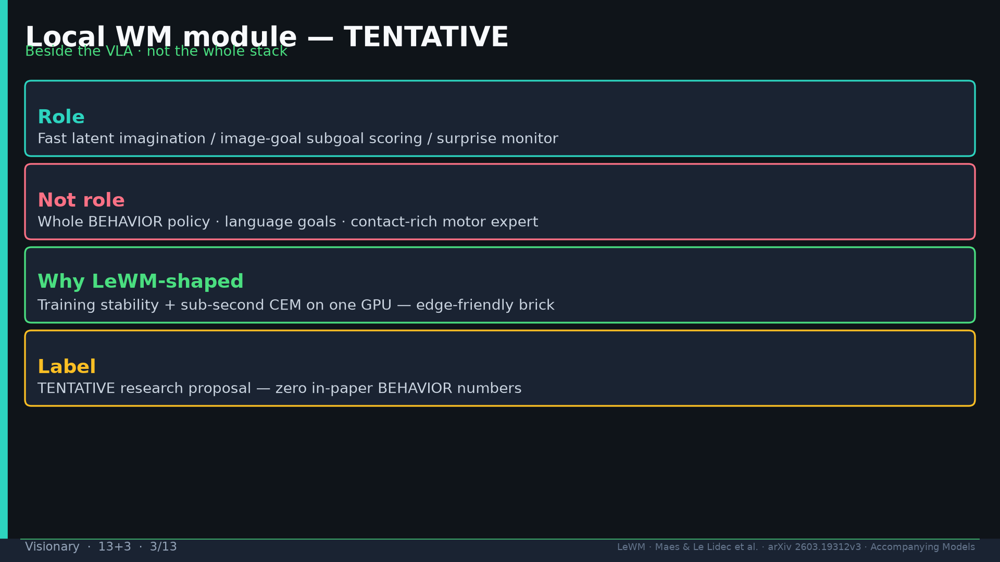 Local WM module — TENTATIVE
Beside the VLA · not the whole stack
Role
Fast latent imagination / image-goal subgoal scoring / surprise monitor
Not role
Whole BEHAVIOR policy · language goals · contact-rich motor expert
Why LeWM-shaped
Training stability + sub-second CEM on one GPU — edge-friendly brick
Label
TENTATIVE research proposal — zero in-paper BEHAVIOR numbers
Visionary · 13+3 · 3/13
LeWM · Maes & Le Lidec et al. · arXiv 2603.19312v3 · Accompanying Models